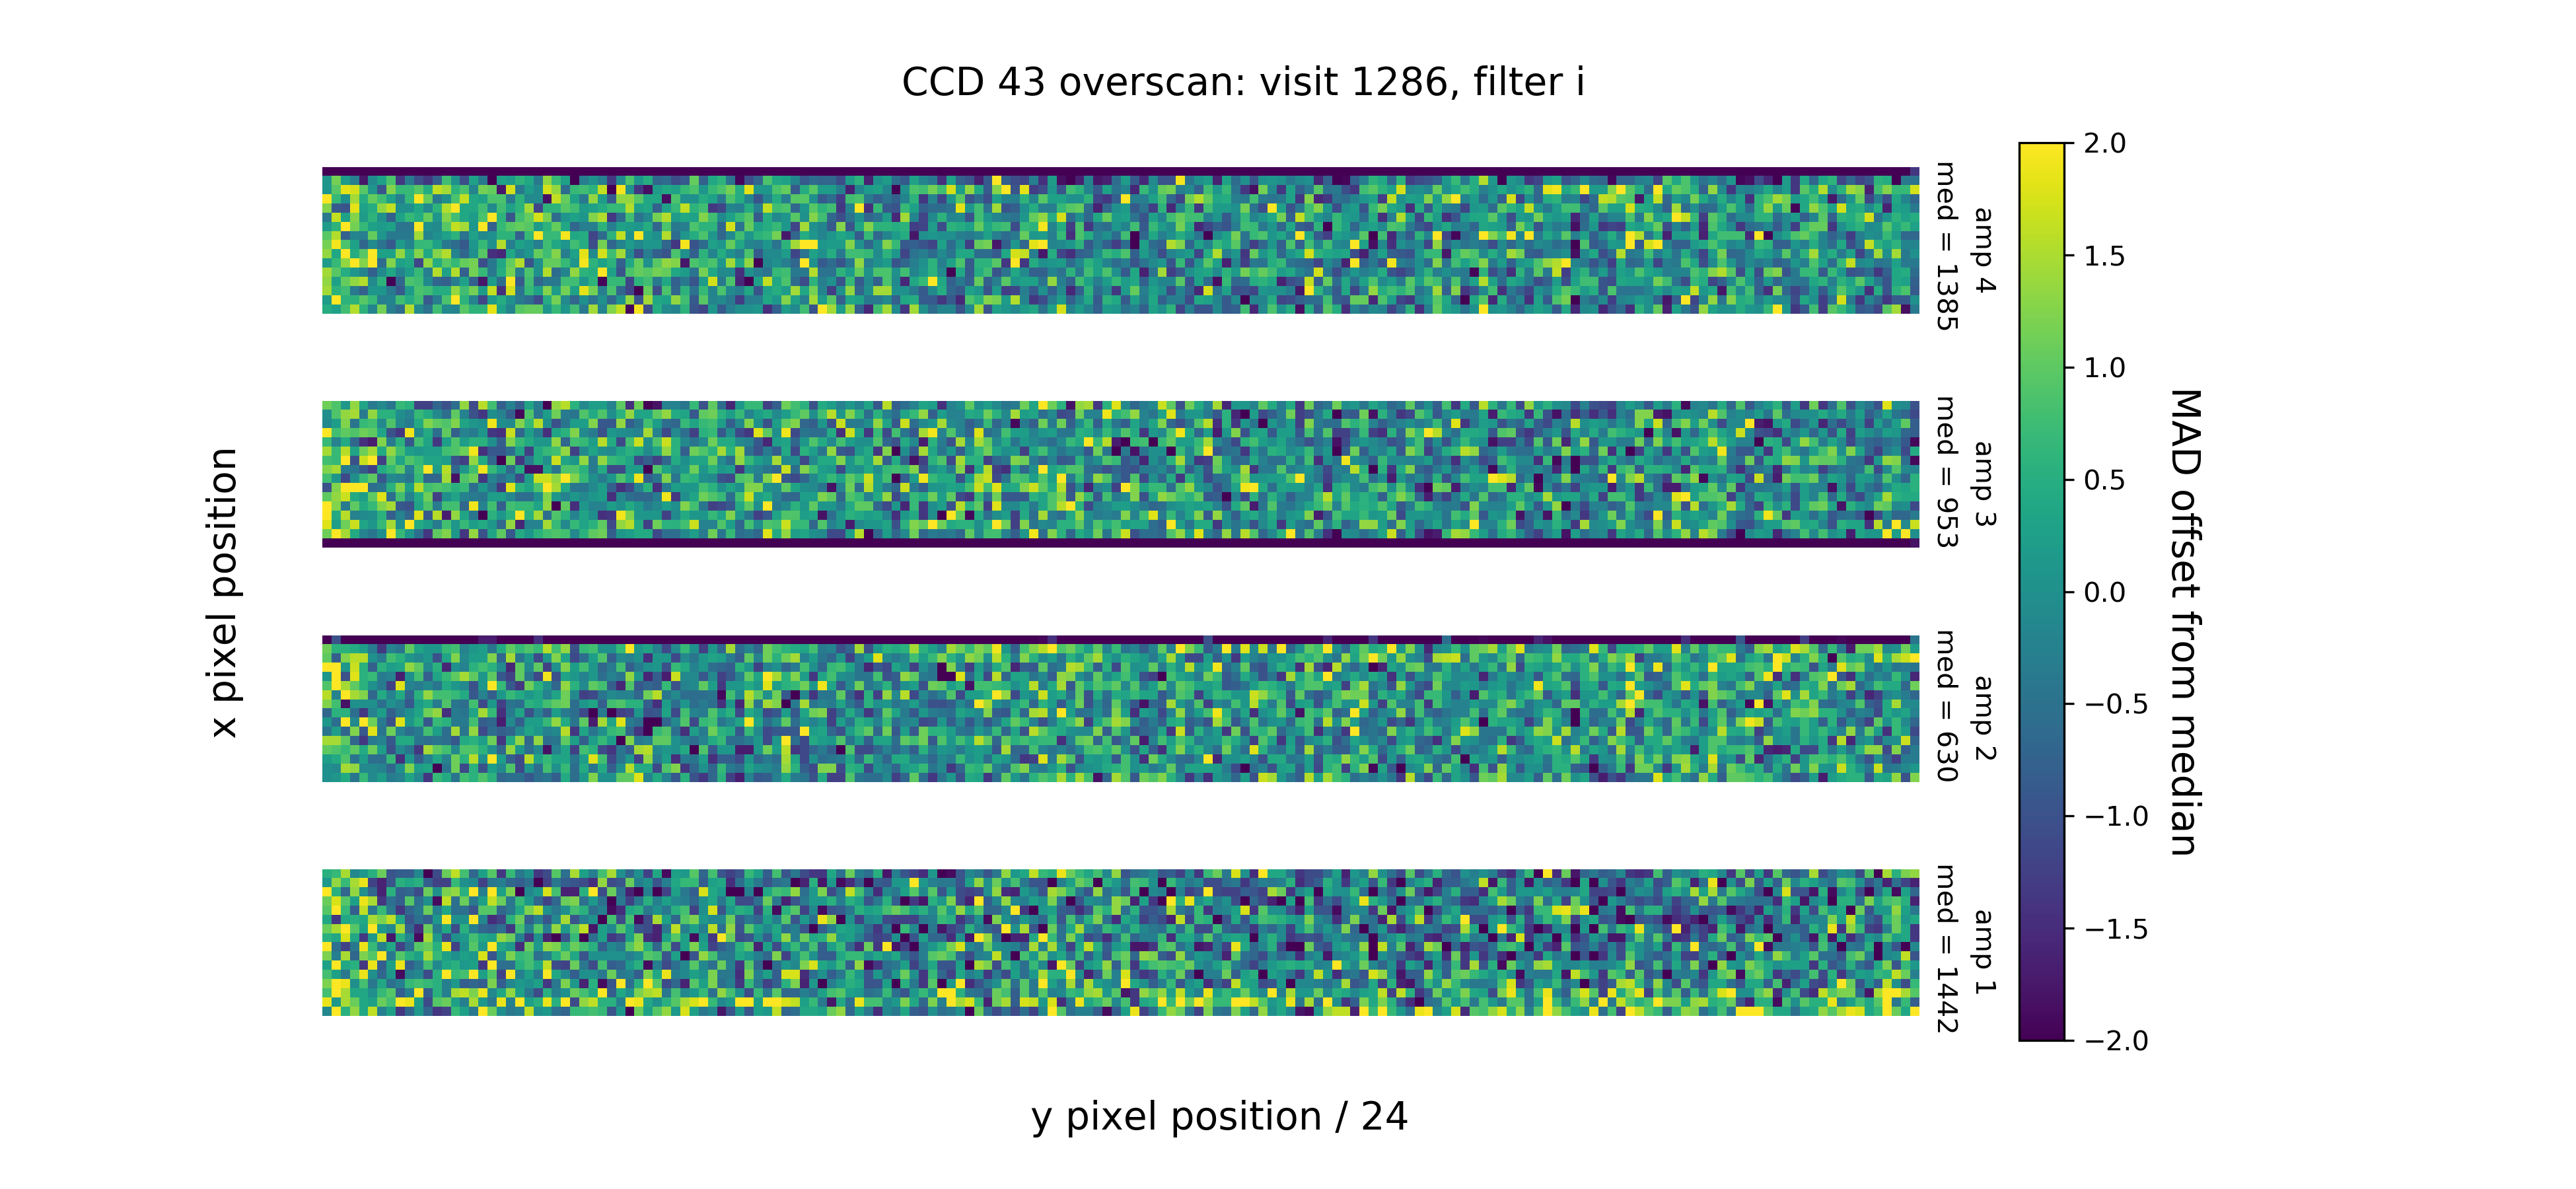 CCD 43 overscan: visit 1286, filter i
x pixel position
amp 4
med = 1385
amp 3
med = 953
amp 2
med = 630
amp 1
med = 1442
y pixel position / 24
2.0
1.5
1.0
0.5
0.0
−0.5
−1.0
−1.5
−2.0
MAD offset from median